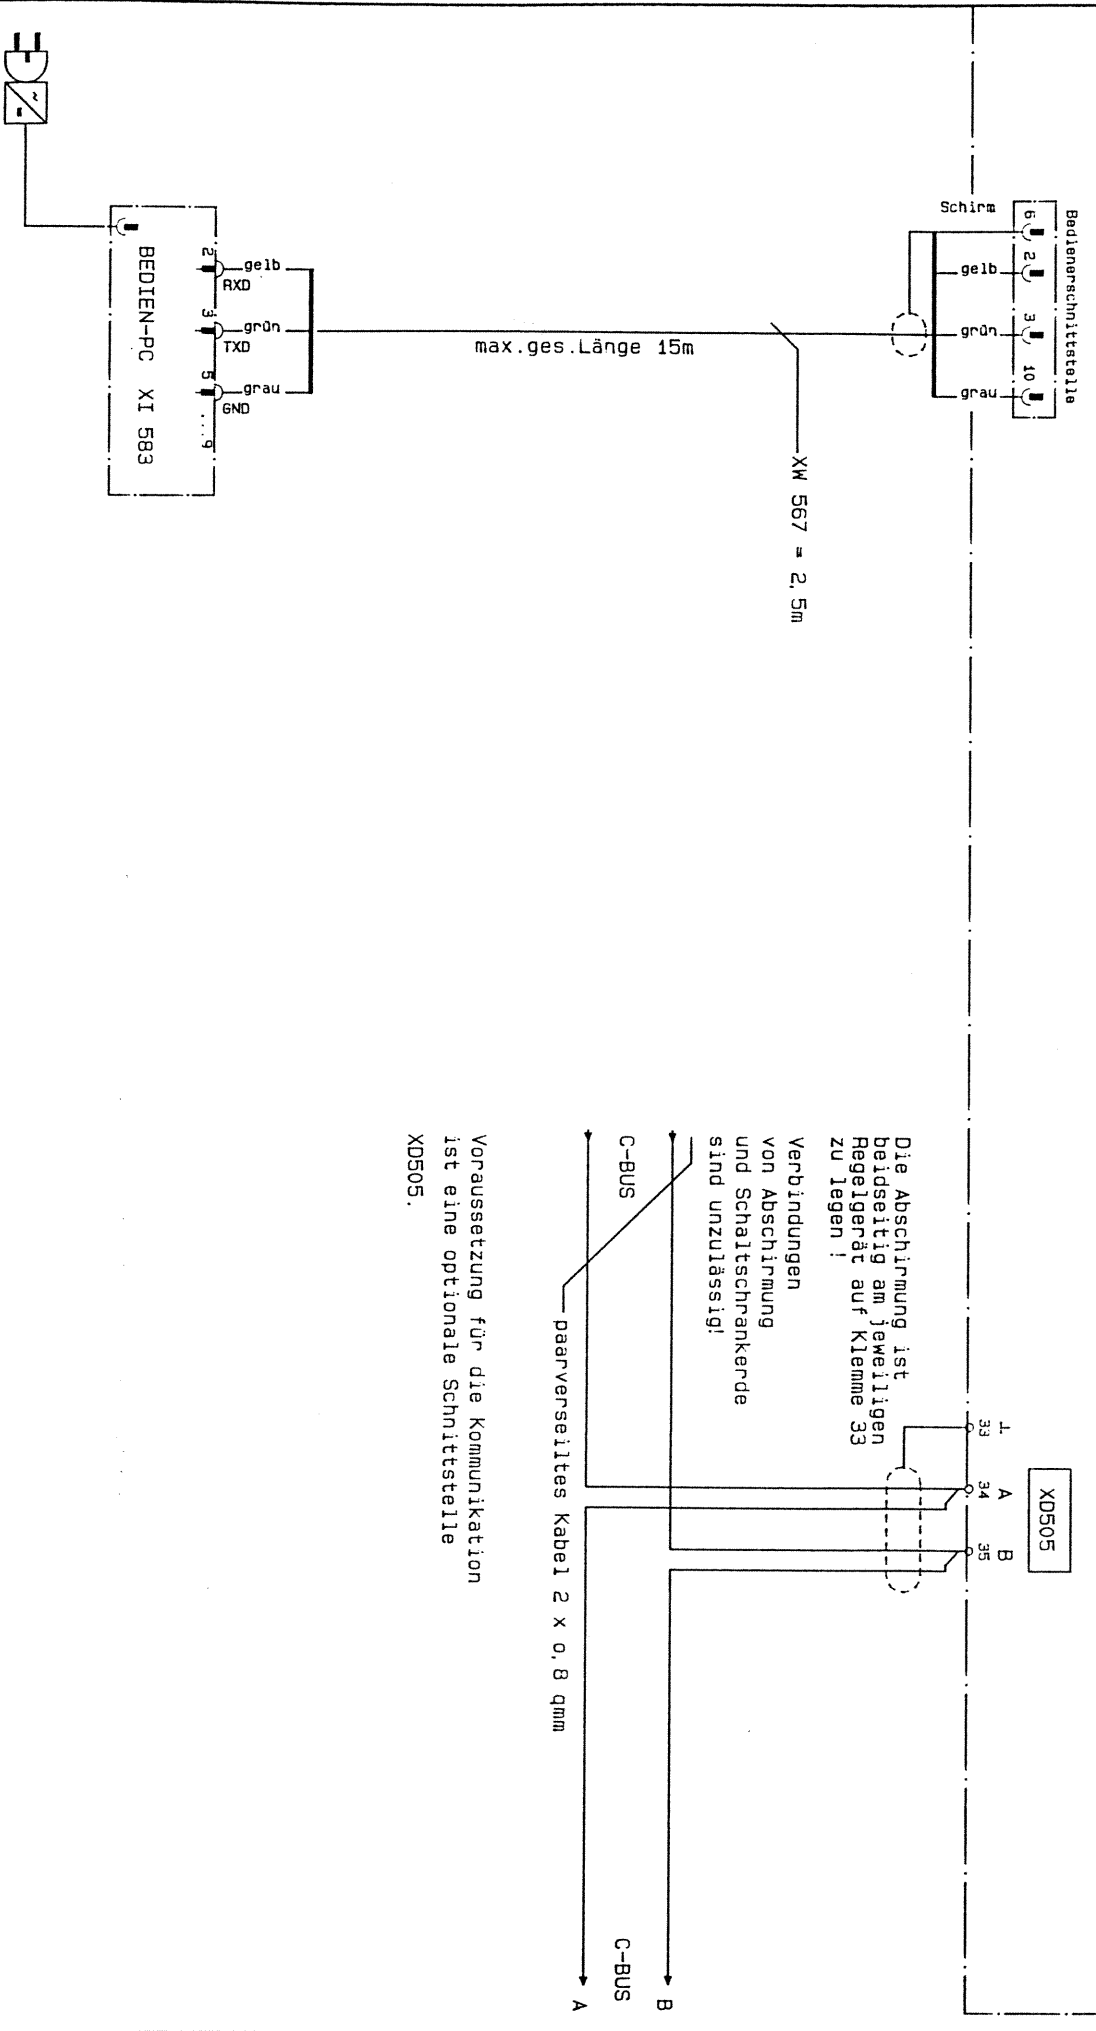 Bedienerschnittstelle
6
2
3
10
Schirm
gelb
grün
grau
XW 567 = 2,5m
max.ges.Länge 15m
gelb
grün
grau
RXD
TXD
GND
2
3
5
...9
BEDIEN-PC XI 583
~
-
XD505
⊥
A
B
33
34
35
Die Abschirmung ist
beidseitig am jeweiligen
Regelgerät auf Klemme 33
zu legen !
Verbindungen
von Abschirmung
und Schaltschrankerde
sind unzulässig!
C-BUS
C-BUS
B
A
paarverseiltes Kabel 2 x 0,8 qmm
Voraussetzung für die Kommunikation
ist eine optionale Schnittstelle
XD505.